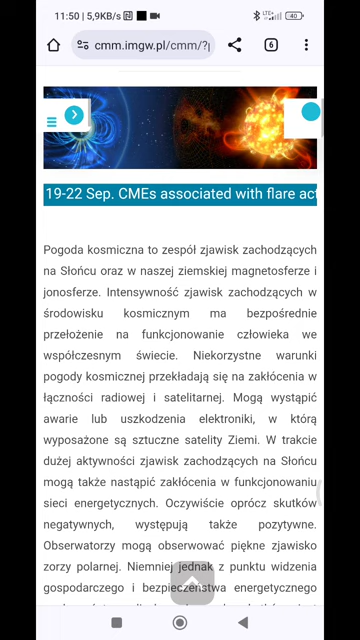 11:50 | 5,9KB/s
LTE+
40
cmm.imgw.pl/cmm/?
6
19-22 Sep. CMEs associated with flare act
Pogoda kosmiczna to zespół zjawisk zachodzących
na Słońcu oraz w naszej ziemskiej magnetosferze i
jonosferze. Intensywność zjawisk zachodzących w
środowisku kosmicznym ma bezpośrednie
przełożenie na funkcjonowanie człowieka we
współczesnym świecie. Niekorzystne warunki
pogody kosmicznej przekładają się na zakłócenia w
łączności radiowej i satelitarnej. Mogą wystąpić
awarie lub uszkodzenia elektroniki, w którą
wyposażone są sztuczne satelity Ziemi. W trakcie
dużej aktywności zjawisk zachodzących na Słońcu
mogą także nastąpić zakłócenia w funkcjonowaniu
sieci energetycznych. Oczywiście oprócz skutków
negatywnych, występują także pozytywne.
Obserwatorzy mogą obserwować piękne zjawisko
zorzy polarnej. Niemniej jednak z punktu widzenia
gospodarczego i bezpieczeństwa energetycznego